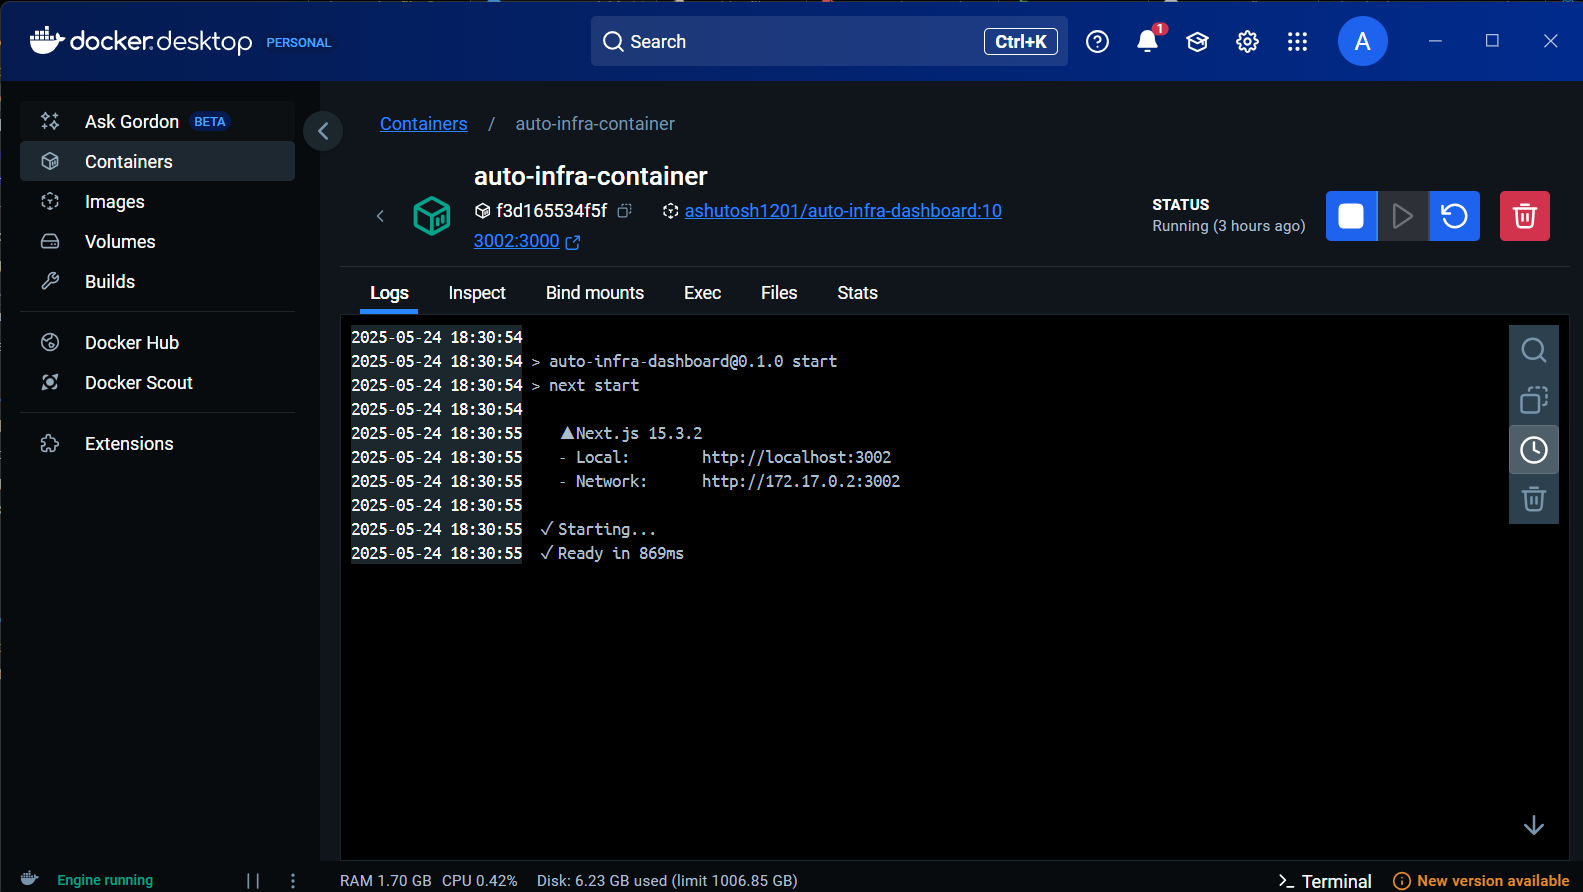 docker.desktop PERSONAL
Search Ctrl+K
1
A
Ask Gordon BETA
Containers
Images
Volumes
Builds
Docker Hub
Docker Scout
Extensions
Containers / auto-infra-container
auto-infra-container
f3d165534f5f ashutosh1201/auto-infra-dashboard:10
3002:3000
STATUS
Running (3 hours ago)
Logs Inspect Bind mounts Exec Files Stats
2025-05-24 18:30:54
2025-05-24 18:30:54 > auto-infra-dashboard@0.1.0 start
2025-05-24 18:30:54 > next start
2025-05-24 18:30:54
2025-05-24 18:30:55 ▲Next.js 15.3.2
2025-05-24 18:30:55 - Local: http://localhost:3002
2025-05-24 18:30:55 - Network: http://172.17.0.2:3002
2025-05-24 18:30:55
2025-05-24 18:30:55 ✓ Starting...
2025-05-24 18:30:55 ✓ Ready in 869ms
Engine running
RAM 1.70 GB CPU 0.42% Disk: 6.23 GB used (limit 1006.85 GB)
>_ Terminal
New version available